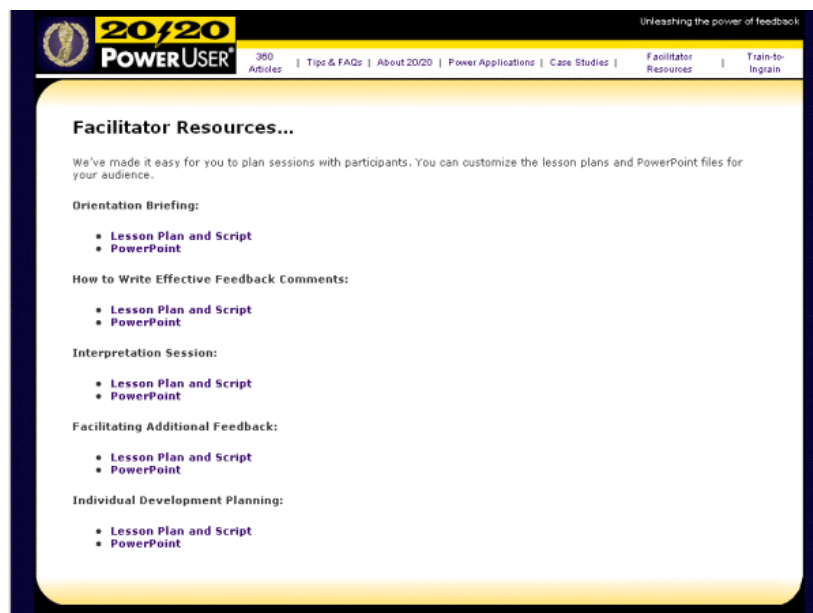 Unleashing the power of feedback
20/20
POWERUSER®
360 Articles | Tips & FAQs | About 20/20 | Power Applications | Case Studies | Facilitator Resources | Train-to-Ingrain
Facilitator Resources...
We've made it easy for you to plan sessions with participants. You can customize the lesson plans and PowerPoint files for
your audience.
Orientation Briefing:
• Lesson Plan and Script
• PowerPoint
How to Write Effective Feedback Comments:
• Lesson Plan and Script
• PowerPoint
Interpretation Session:
• Lesson Plan and Script
• PowerPoint
Facilitating Additional Feedback:
• Lesson Plan and Script
• PowerPoint
Individual Development Planning:
• Lesson Plan and Script
• PowerPoint